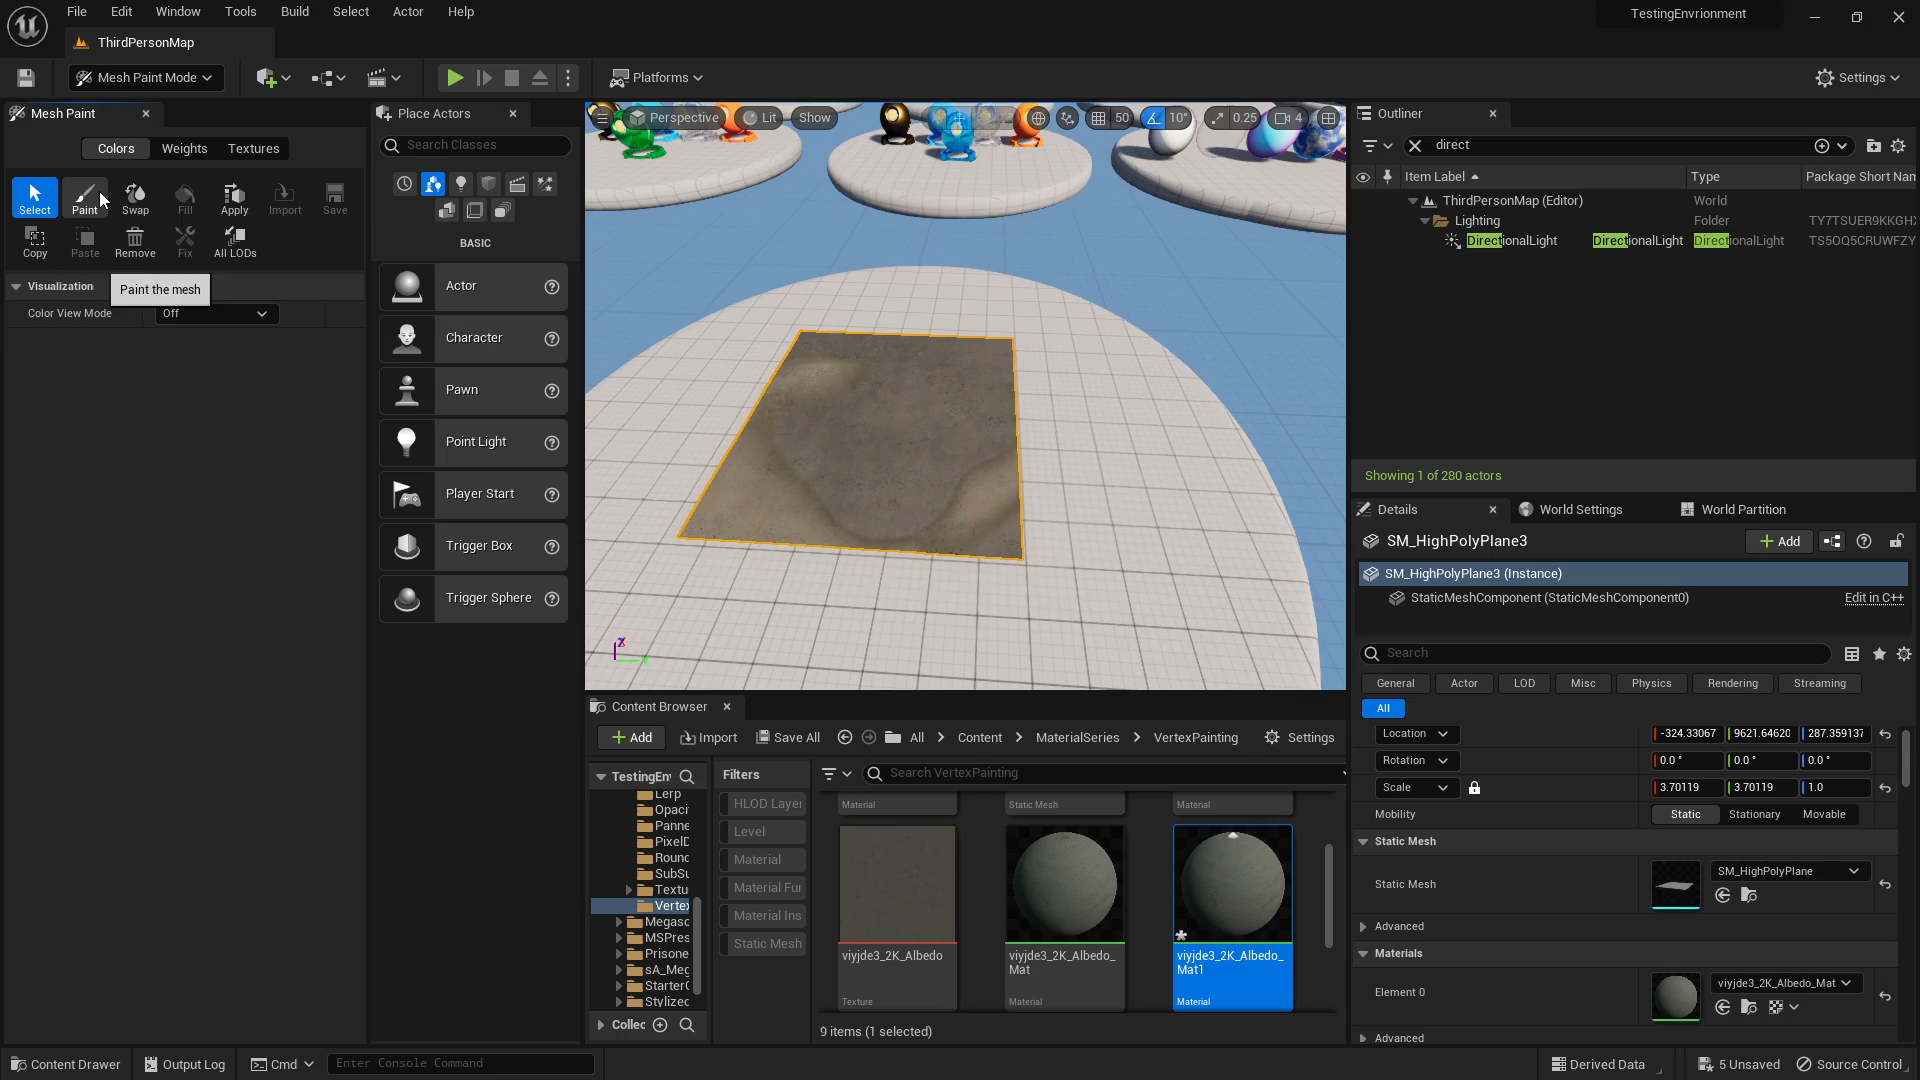 File Edit Window Tools Build Select Actor Help
TestingEnvrionment
ThirdPersonMap
Mesh Paint Mode
Platforms
Settings
Mesh Paint
Colors Weights Textures
Select Paint Swap Fill Apply Import Save
Copy Paste Remove Fix All LODs
Visualization
Paint the mesh
Color View Mode Off
Place Actors
Search Classes
BASIC
Actor
Character
Pawn
Point Light
Player Start
Trigger Box
Trigger Sphere
Perspective Lit Show 50 10° 0.25 4
Outliner
direct
Item Label Type Package Short Nam
ThirdPersonMap (Editor) World
Lighting Folder TY7TSUER9KKGHX
DirectionalLight DirectionalLight DirectionalLight TS5OQ5CRUWFZY
Showing 1 of 280 actors
Details World Settings World Partition
SM_HighPolyPlane3 Add
SM_HighPolyPlane3 (Instance)
StaticMeshComponent (StaticMeshComponent0) Edit in C++
Search
General Actor LOD Misc Physics Rendering Streaming
All
Location -324.33067 9621.64620 287.359137
Rotation 0.0 ° 0.0 ° 0.0 °
Scale 3.70119 3.70119 1.0
Mobility Static Stationary Movable
Static Mesh
Static Mesh SM_HighPolyPlane
Advanced
Materials
Element 0 viyjde3_2K_Albedo_Mat
Advanced
Content Browser
Add Import Save All All Content MaterialSeries VertexPainting Settings
TestingEn
Lerp
Opaci
Panne
PixelD
Round
SubSu
Textu
Vertex
Megasc
MSPres
Prisone
sA_Meg
StarterC
Stylized
Collec
Filters
HLOD Layer
Level
Material
Material Fun
Material Ins
Static Mesh
Search VertexPainting
Material Static Mesh Material
viyjde3_2K_Albedo
Texture
viyjde3_2K_Albedo_
Mat
Material
viyjde3_2K_Albedo_
Mat1
Material
9 items (1 selected)
Content Drawer Output Log Cmd Enter Console Command
Derived Data 5 Unsaved Source Control